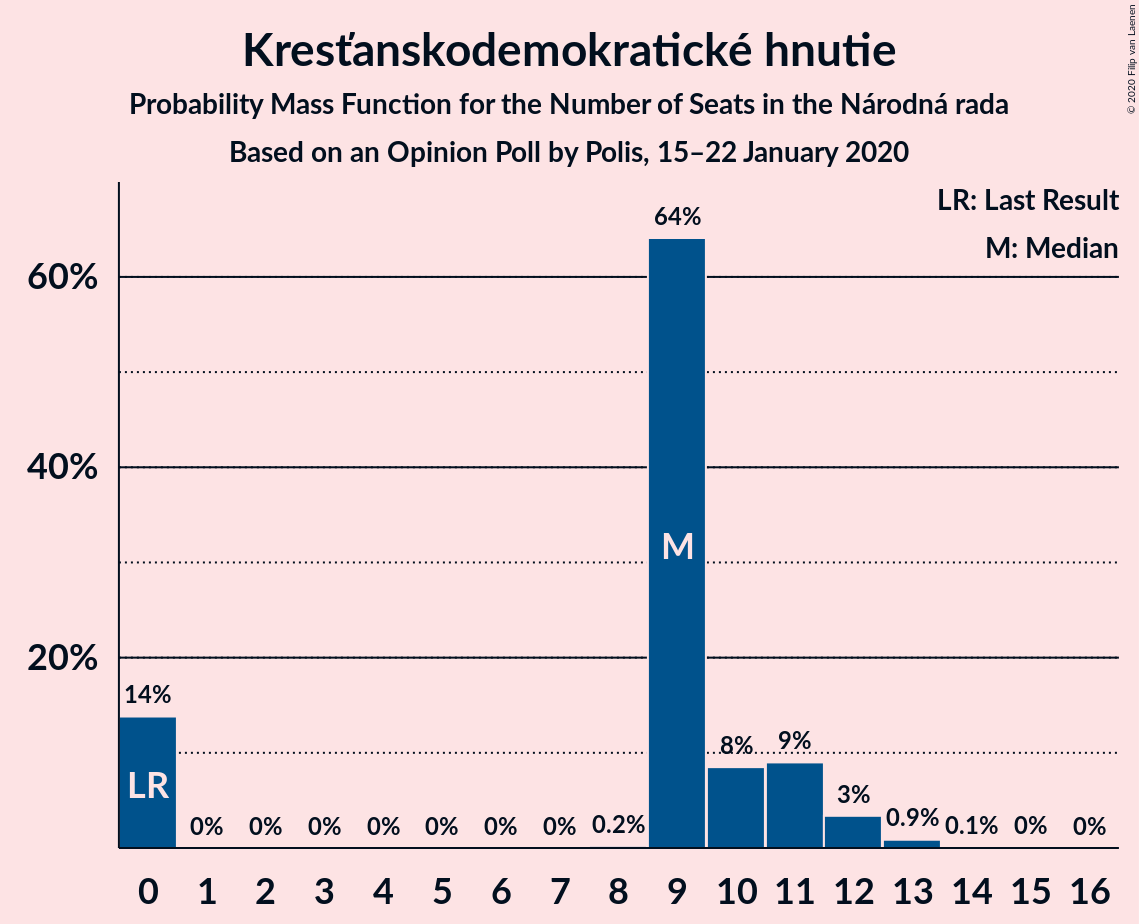 Kresťanskodemokratické hnutie
Probability Mass Function for the Number of Seats in the Národná rada
Based on an Opinion Poll by Polis, 15–22 January 2020
© 2020 Filip van Laenen
LR: Last Result
M: Median
60%
40%
20%
14%
0%
0%
0%
0%
0%
0%
0%
0.2%
64%
8%
9%
3%
0.9%
0.1%
0%
0%
LR
M
0 1 2 3 4 5 6 7 8 9 10 11 12 13 14 15 16